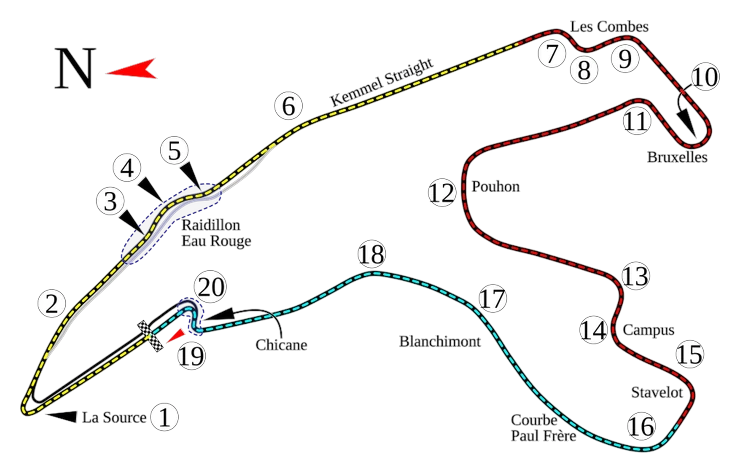 Les Combes
N
7
8
9
10
Kemmel Straight
6
11
5
4
Bruxelles
3
12
Pouhon
Raidillon
Eau Rouge
18
13
20
2
17
14
Campus
19
Chicane
Blanchimont
15
Stavelot
La Source
1
Courbe
Paul Frère
16